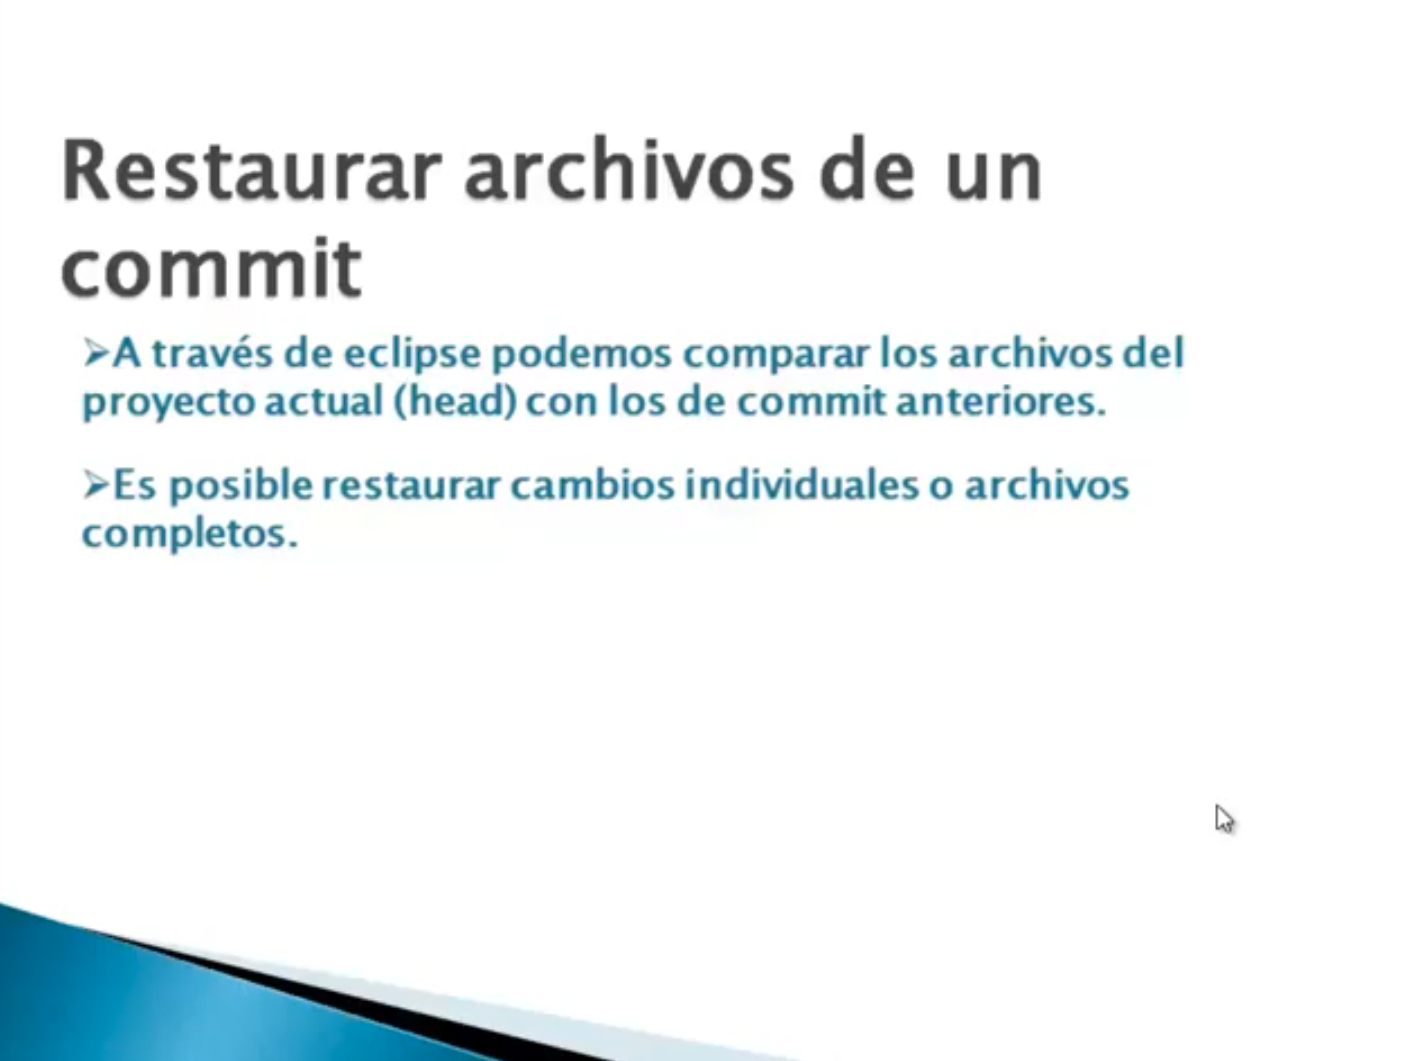 Restaurar archivos de un
commit
➢A través de eclipse podemos comparar los archivos del
proyecto actual (head) con los de commit anteriores.
➢Es posible restaurar cambios individuales o archivos
completos.